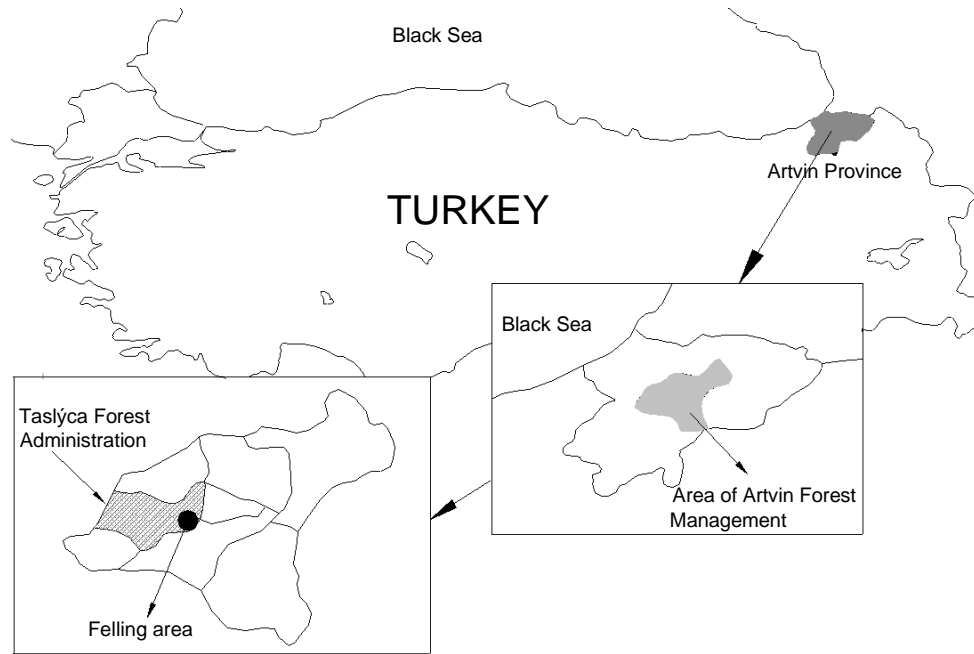 Black Sea
Artvin Province
TURKEY
Black Sea
Area of Artvin Forest
Management
Taslýca Forest
Administration
Felling area